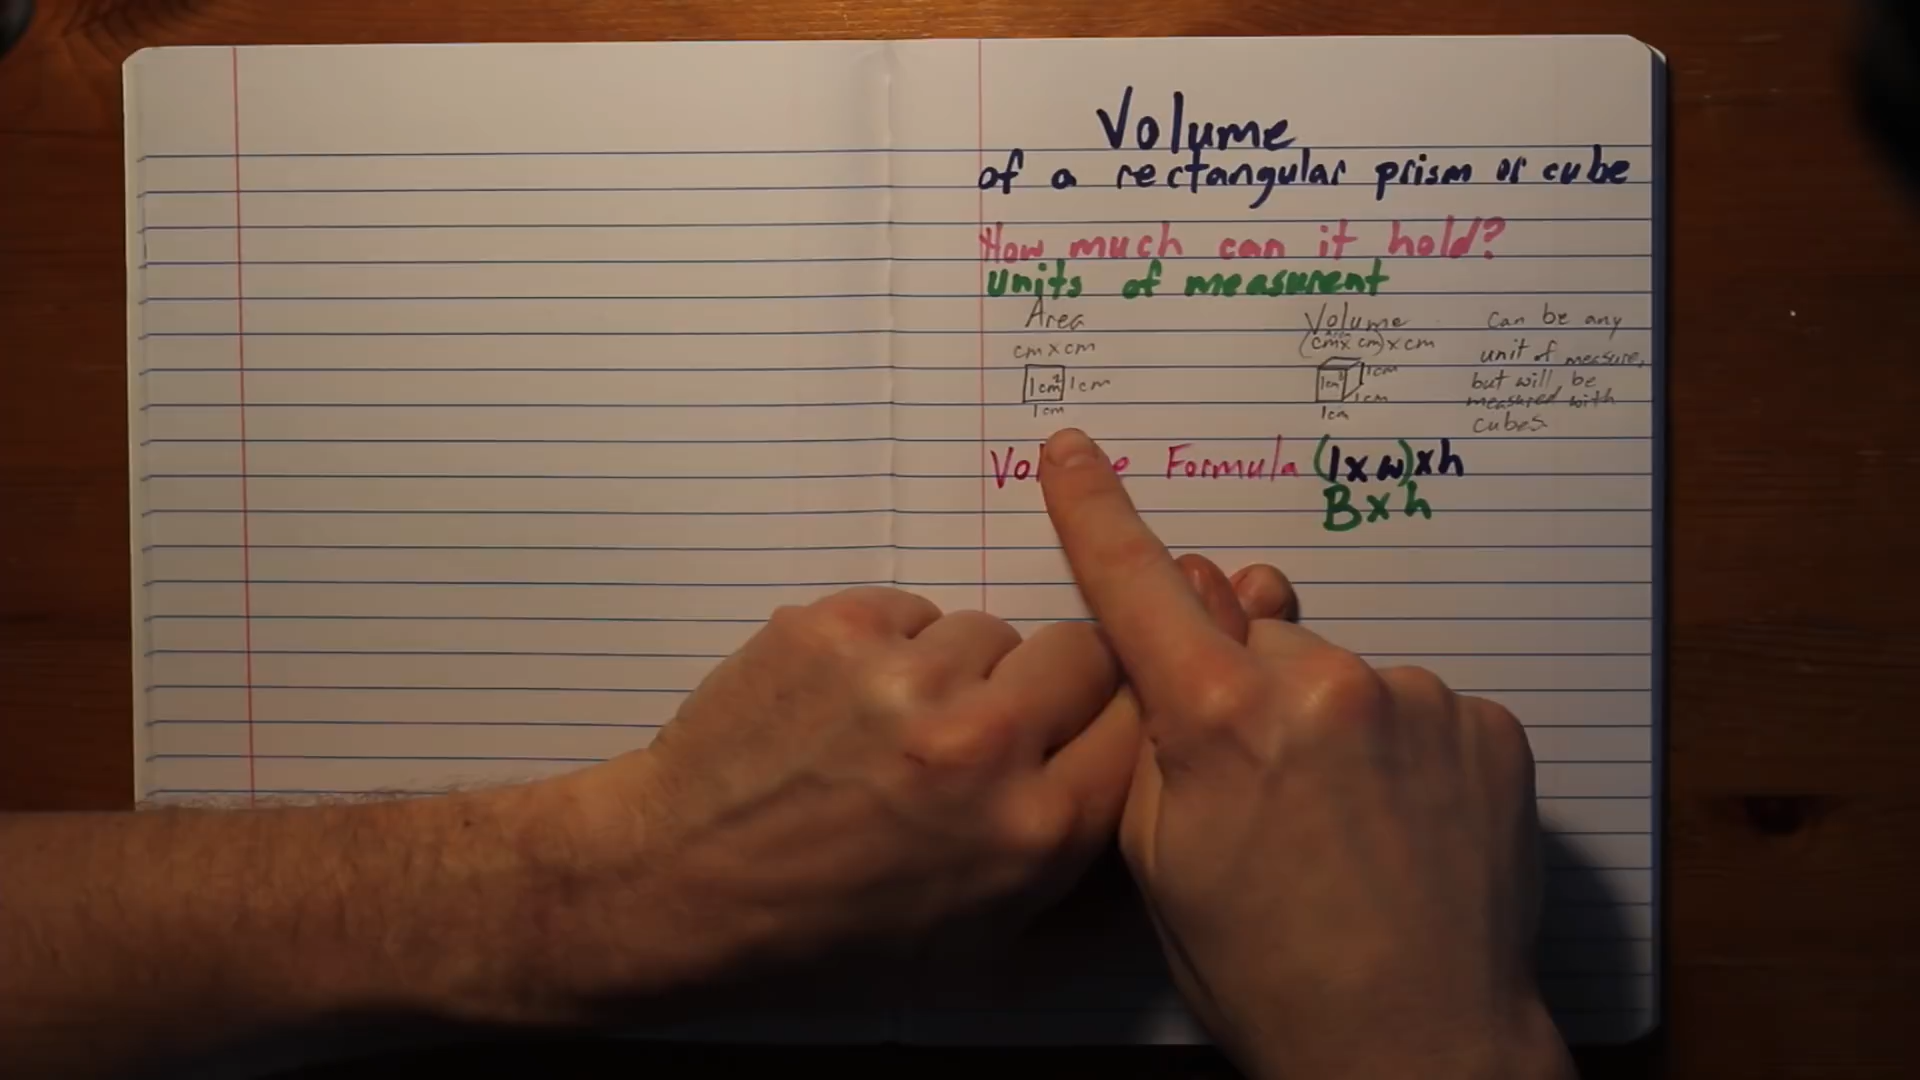 Volume
of a rectangular prism or cube
How much can it hold?
Units of measurent
Area
cm x cm
1cm² 1cm
1cm
Volume
Area
(cm x cm) x cm
1cm³ 1cm
1cm
1cm
Can be any
unit of measure,
but will be
measured with
cubes.
Formula (l x w) x h
B x h